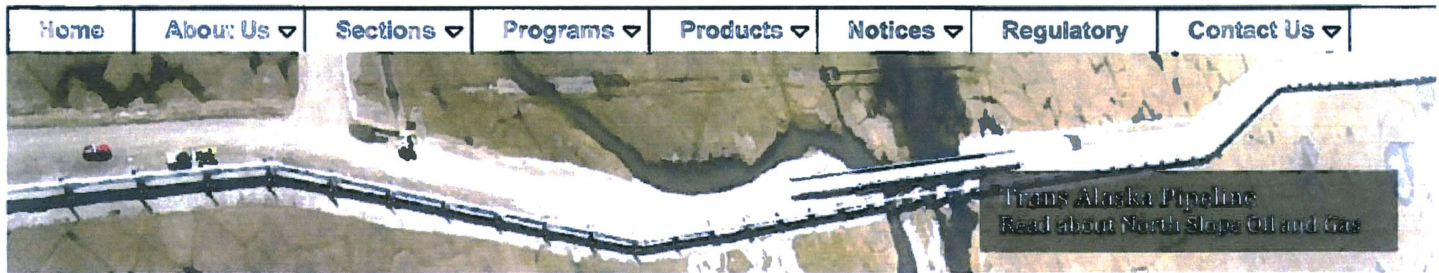 Home About Us Sections Programs Products Notices Regulatory Contact Us
Trans Alaska Pipeline
Read about North Slope Oil and Gas